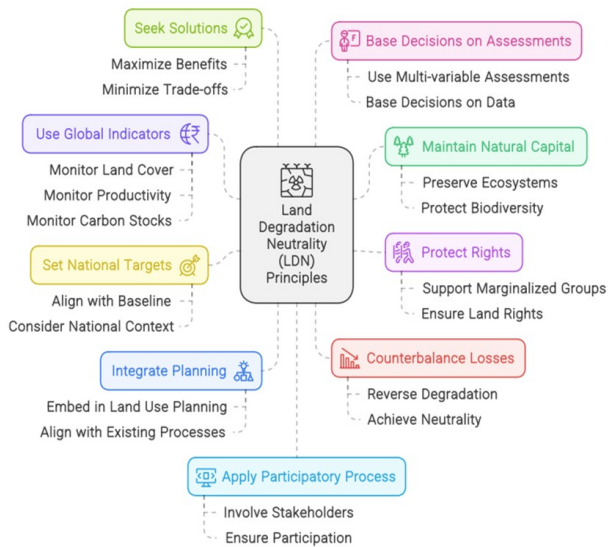 Seek Solutions
Maximize Benefits
Minimize Trade-offs
Use Global Indicators
Monitor Land Cover
Monitor Productivity
Monitor Carbon Stocks
Set National Targets
Align with Baseline
Consider National Context
Integrate Planning
Embed in Land Use Planning
Align with Existing Processes
Land
Degradation
Neutrality
(LDN)
Principles
F
Base Decisions on Assessments
Use Multi-variable Assessments
Base Decisions on Data
Maintain Natural Capital
Preserve Ecosystems
Protect Biodiversity
Protect Rights
Support Marginalized Groups
Ensure Land Rights
Counterbalance Losses
Reverse Degradation
Achieve Neutrality
Apply Participatory Process
Involve Stakeholders
Ensure Participation